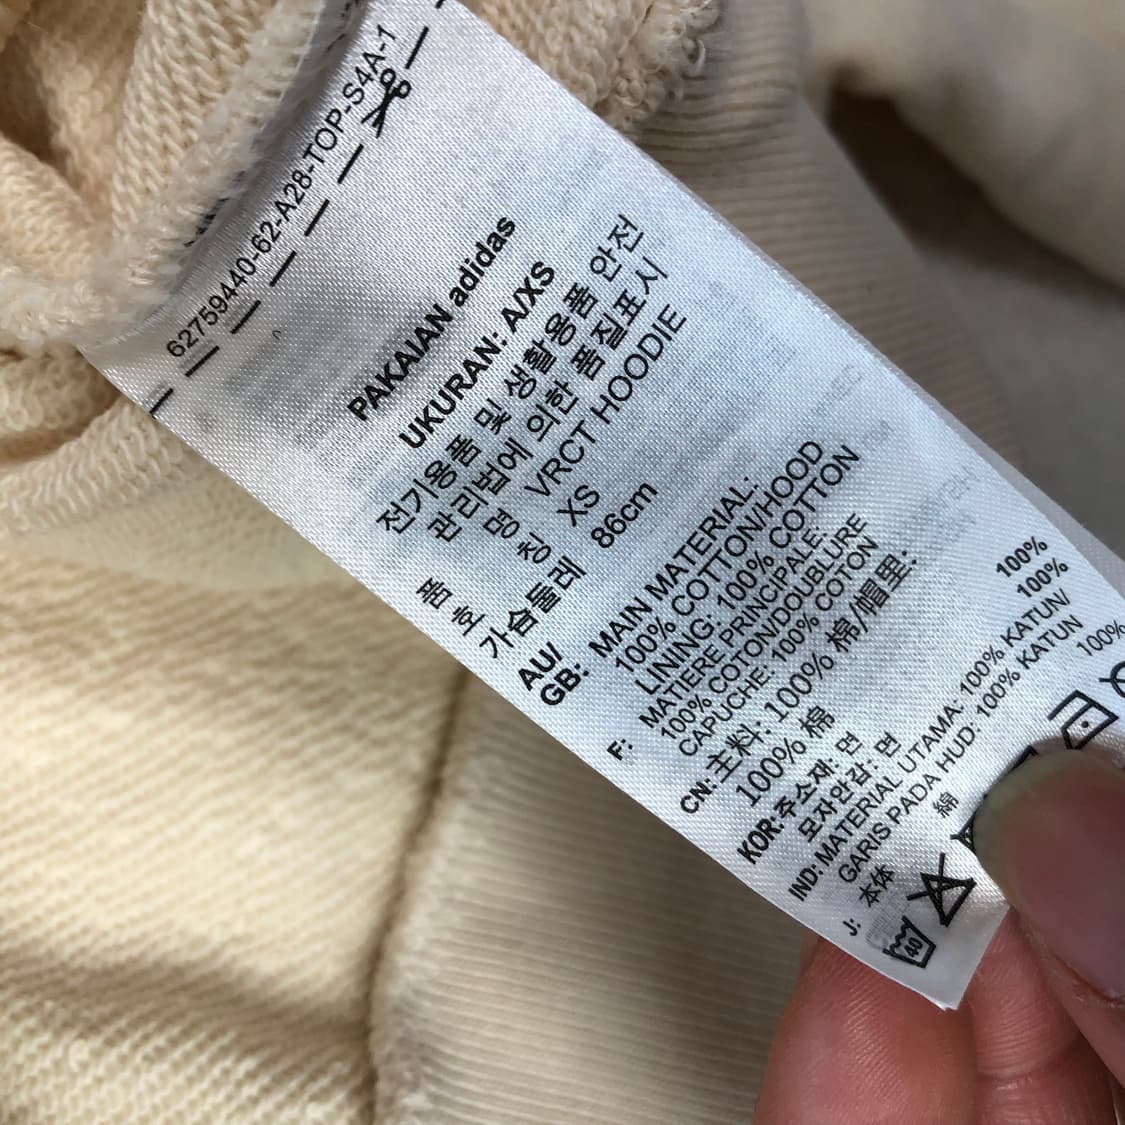 62759440-62-A28-TOP-S4A-1
PAKAIAN adidas
UKURAN: A/XS
전기용품 및 생활용품 안전
관리법에 의한 품질표시
품 명 VRCT HOODIE
호 칭 XS
가슴둘레 86cm
AU/
GB: MAIN MATERIAL:
100% COTTON/HOOD
LINING: 100% COTTON
F: MATIERE PRINCIPALE:
100% COTON/DOUBLURE
CAPUCHE: 100% COTON
CN: 主料: 100% 棉/帽里:
100% 棉
KOR: 주소재: 면 100%
모자안감: 면 100%
IND: MATERIAL UTAMA: 100% KATUN/
GARIS PADA HUD: 100% KATUN
J: 本体 綿 100%
40